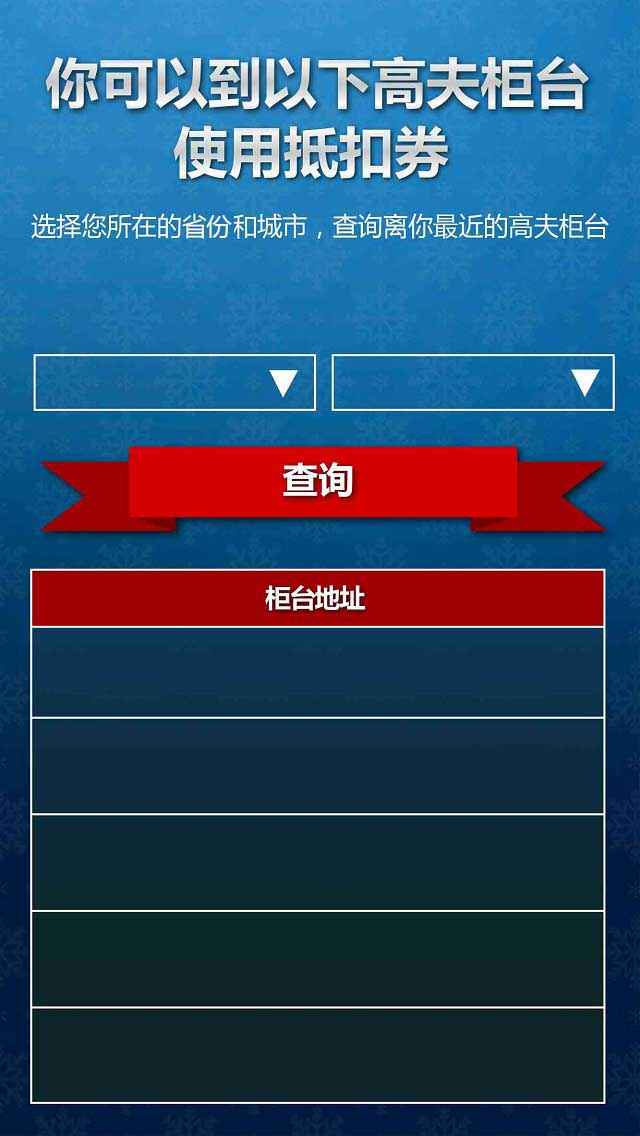 你可以到以下高夫柜台
使用抵扣券
选择您所在的省份和城市，查询离你最近的高夫柜台
查询
柜台地址